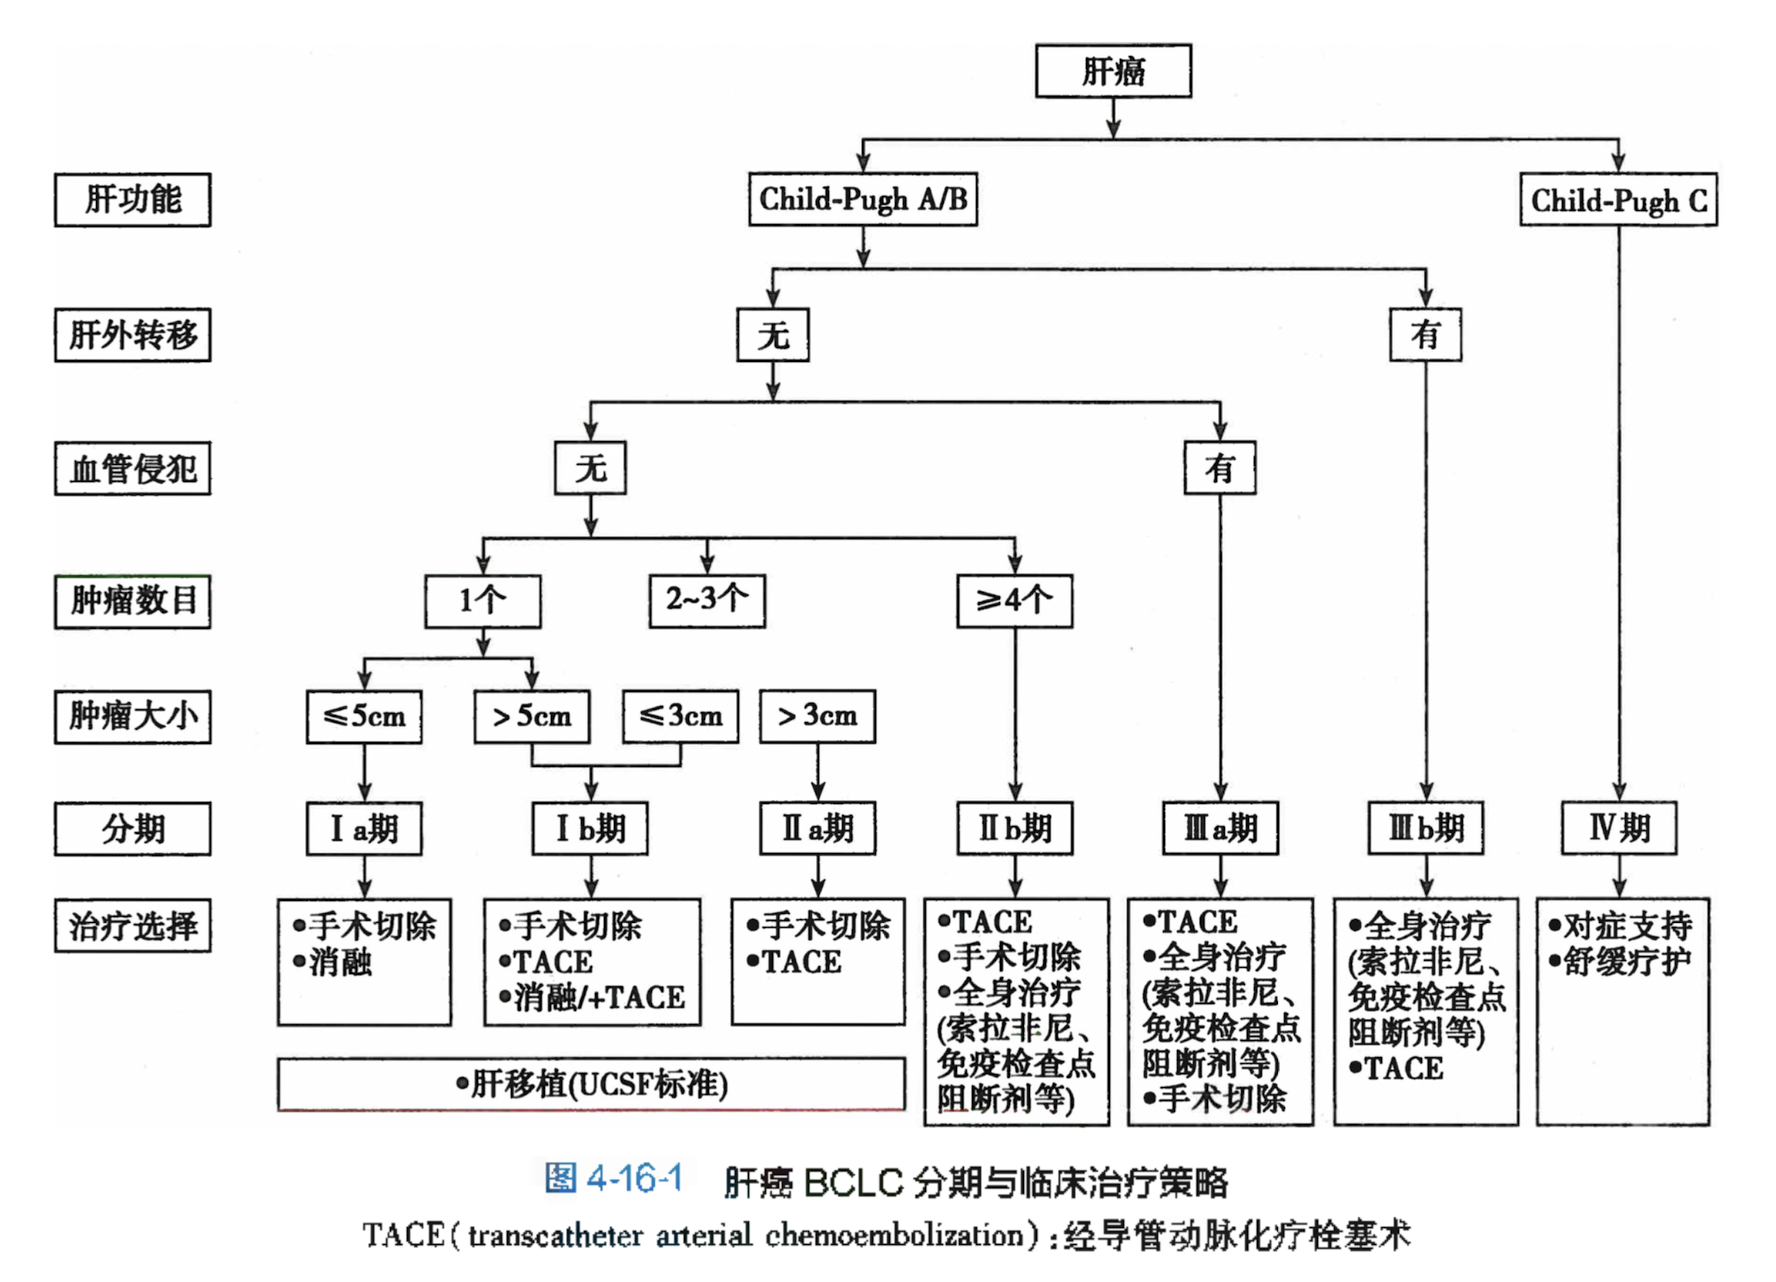 肝癌
肝功能
Child-Pugh A/B
Child-Pugh C
肝外转移
无
有
血管侵犯
无
有
肿瘤数目
1个
2~3个
≥4个
肿瘤大小
≤5cm
>5cm
≤3cm
>3cm
分期
Ⅰa期
Ⅰb期
Ⅱa期
Ⅱb期
Ⅲa期
Ⅲb期
Ⅳ期
治疗选择
•手术切除
•消融
•手术切除
•TACE
•消融/+TACE
•手术切除
•TACE
•肝移植(UCSF标准)
•TACE
•手术切除
•全身治疗
(索拉非尼、
免疫检查点
阻断剂等)
•TACE
•全身治疗
(索拉非尼、
免疫检查点
阻断剂等)
•手术切除
•全身治疗
(索拉非尼、
免疫检查点
阻断剂等)
•TACE
•对症支持
•舒缓疗护
图 4-16-1 肝癌 BCLC 分期与临床治疗策略
TACE(transcatheter arterial chemoembolization):经导管动脉化疗栓塞术